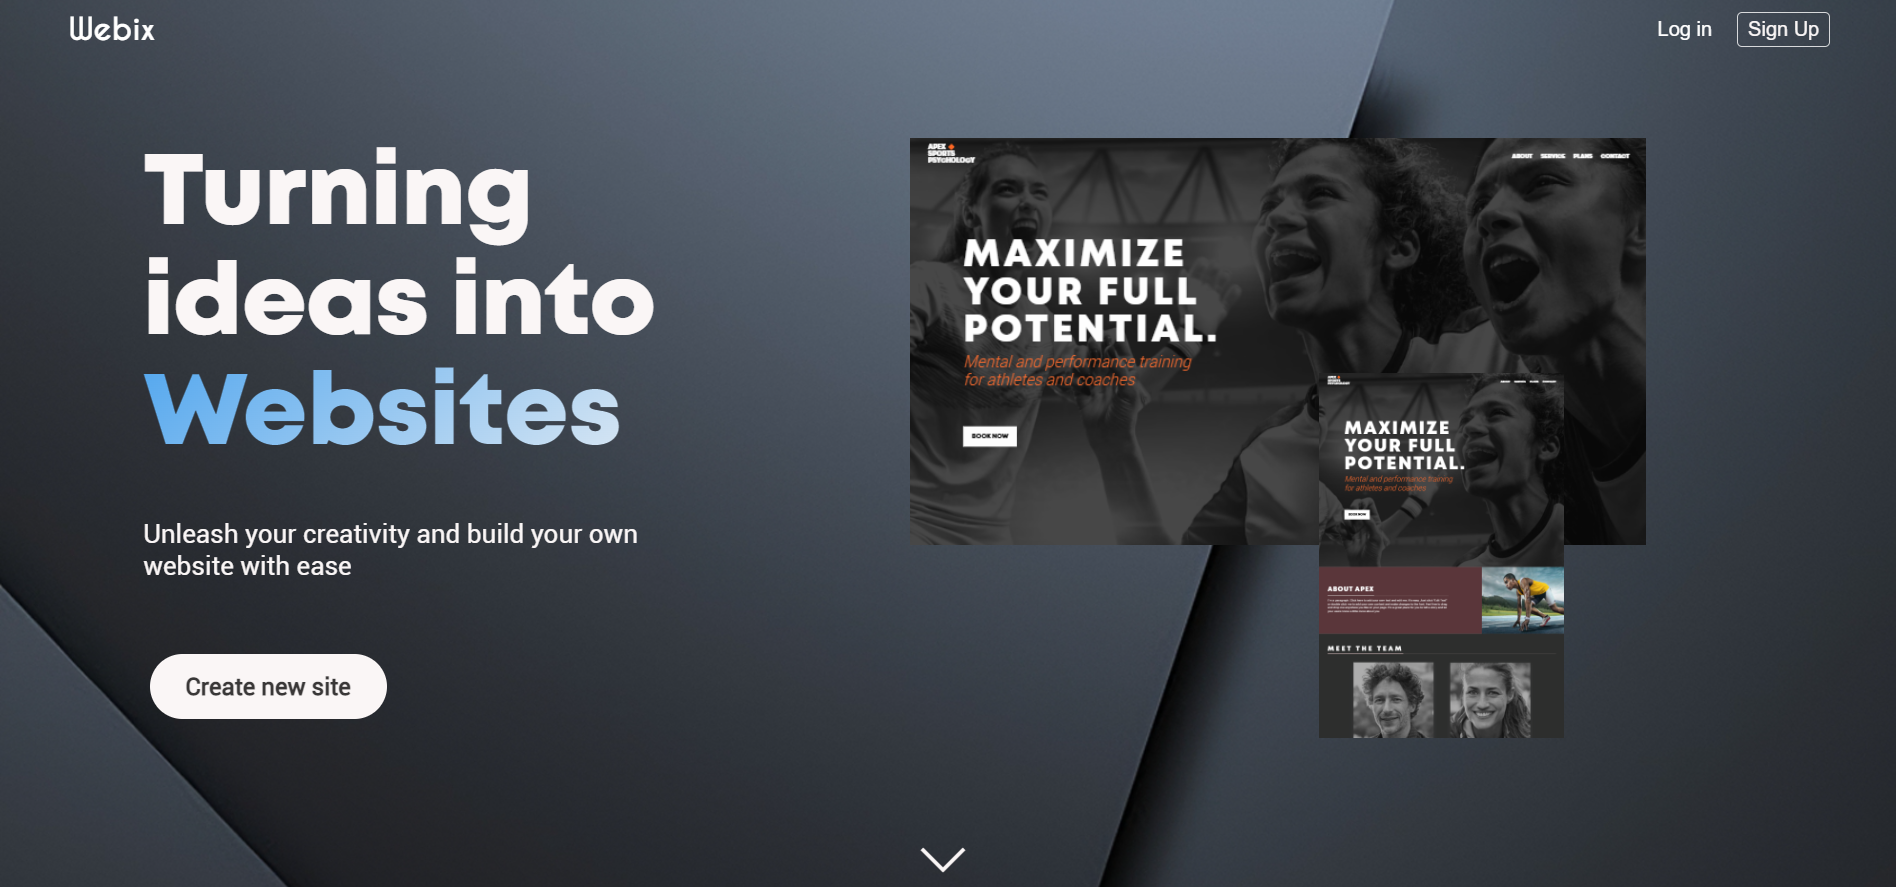 Webix
Log in
Sign Up
Turning
ideas into
Websites
Unleash your creativity and build your own
website with ease
Create new site
APEX
SPORTS
PSYCHOLOGY
ABOUT SERVICE PLANS CONTACT
MAXIMIZE
YOUR FULL
POTENTIAL.
Mental and performance training
for athletes and coaches
BOOK NOW
APEX
SPORTS
PSYCHOLOGY
MAXIMIZE
YOUR FULL
POTENTIAL.
Mental and performance training
for athletes and coaches
BOOK NOW
ABOUT APEX
MEET THE TEAM